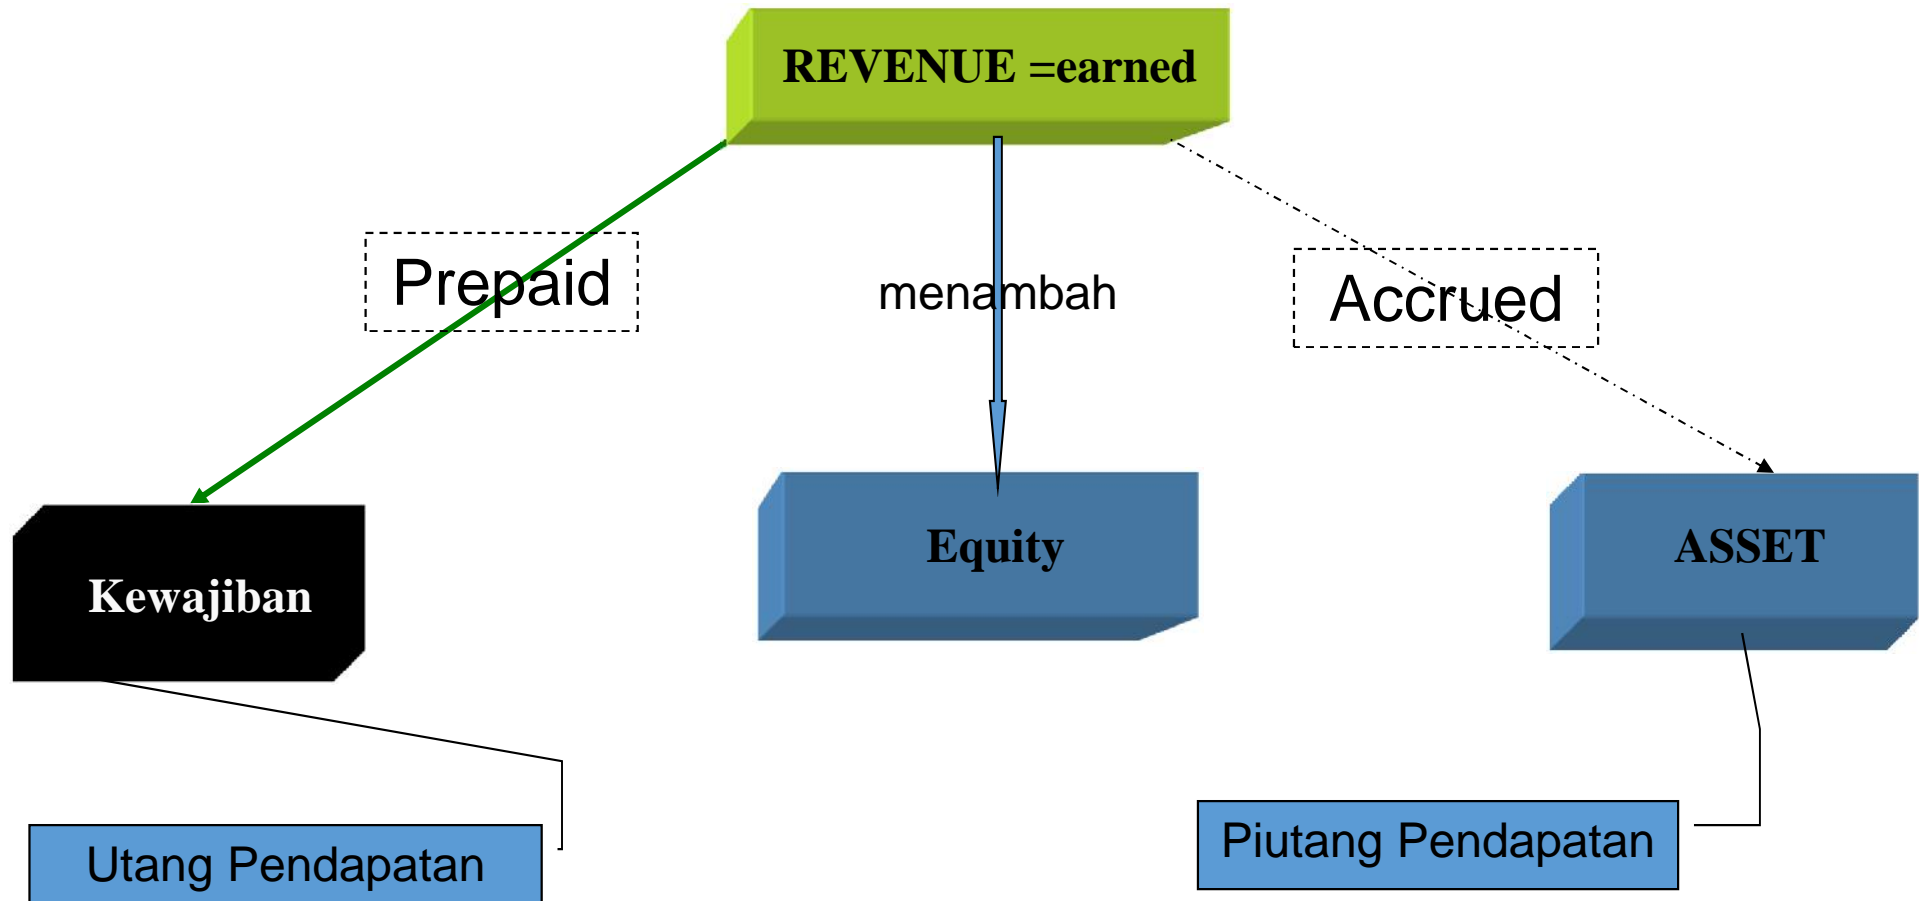 REVENUE =earned
Prepaid
menambah
Accrued
Kewajiban
Equity
ASSET
Utang Pendapatan
Piutang Pendapatan